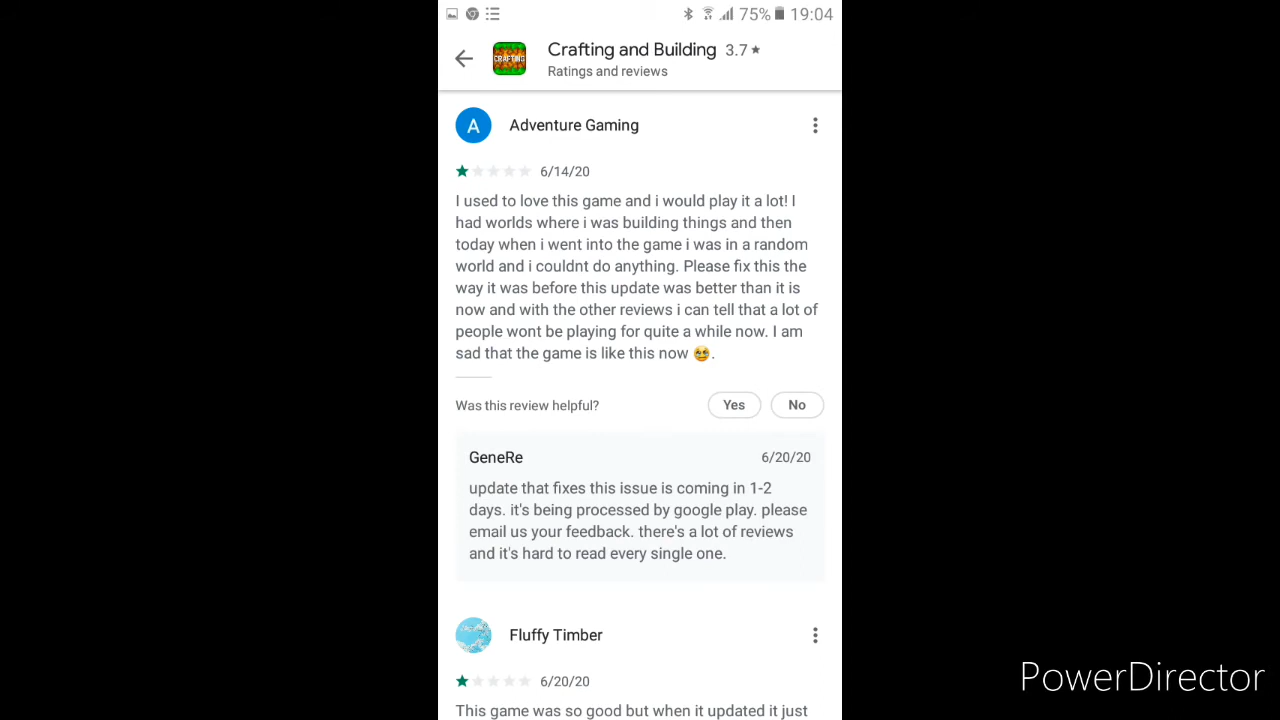 75% 19:04
CRAFTING
Crafting and Building 3.7★
Ratings and reviews
A
Adventure Gaming
6/14/20
I used to love this game and i would play it a lot! I
had worlds where i was building things and then
today when i went into the game i was in a random
world and i couldnt do anything. Please fix this the
way it was before this update was better than it is
now and with the other reviews i can tell that a lot of
people wont be playing for quite a while now. I am
sad that the game is like this now 🥺.
Was this review helpful? Yes No
GeneRe 6/20/20
update that fixes this issue is coming in 1-2
days. it's being processed by google play. please
email us your feedback. there's a lot of reviews
and it's hard to read every single one.
Fluffy Timber
6/20/20
This game was so good but when it updated it just
PowerDirector